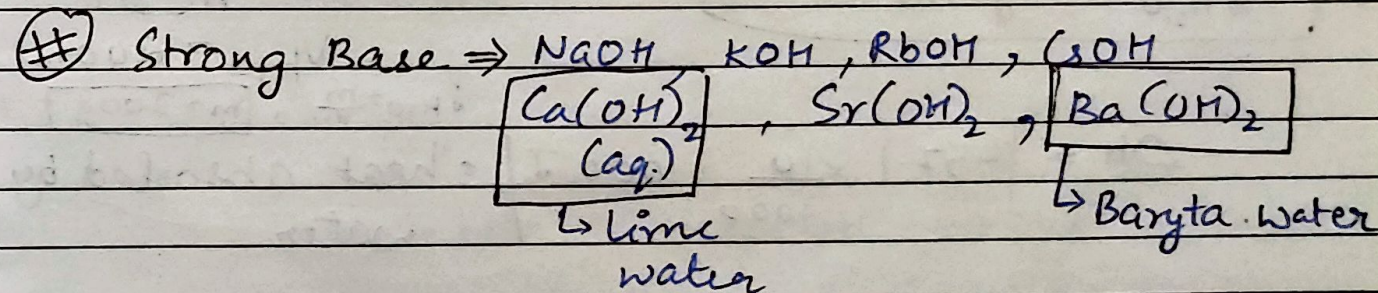 # Strong Base ⇒ NaOH, KOH, RbOH, CsOH
Ca(OH)₂, Sr(OH)₂, Ba(OH)₂
(aq.)
↳ Lime ↳ Baryta water
water